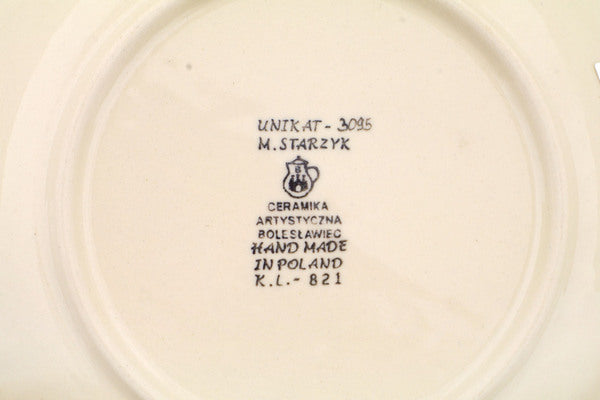 UNIKAT - 3095
M. STARZYK
B
CERAMIKA
ARTYSTYCZNA
BOLESŁAWIEC
HAND MADE
IN POLAND
K.L. - 821